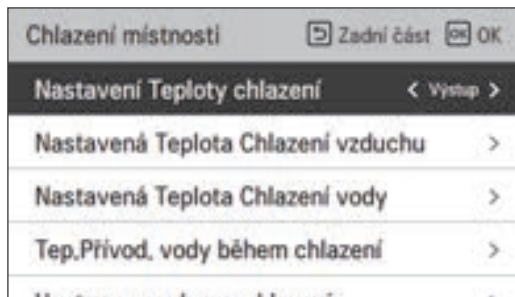 Chlazení místnosti Zadní část OK OK
Nastavení Teploty chlazení < Výstup >
Nastavená Teplota Chlazení vzduchu >
Nastavená Teplota Chlazení vody >
Tep.Přívod. vody během chlazení >